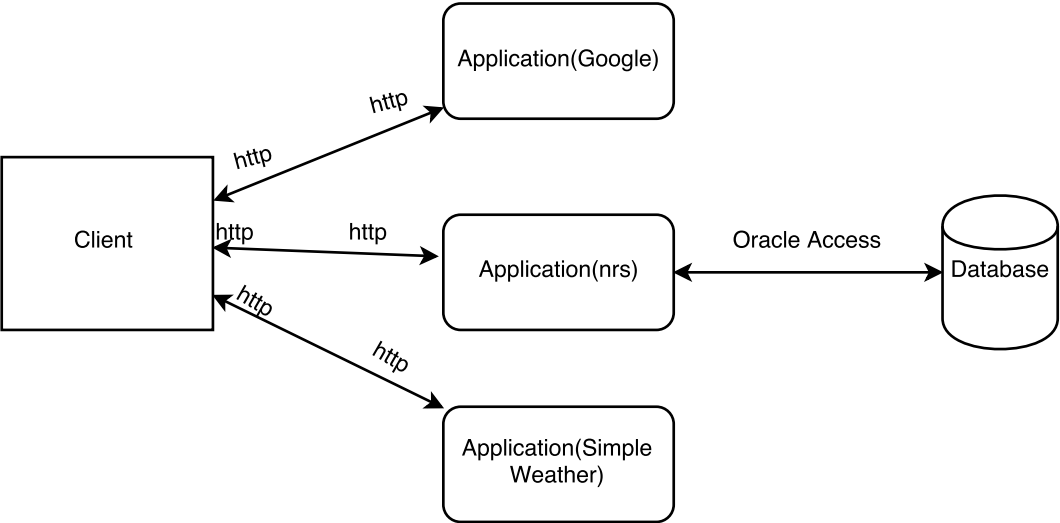 Application(Google)
http
http
Client
http
http
Application(nrs)
Oracle Access
Database
http
http
Application(Simple
Weather)